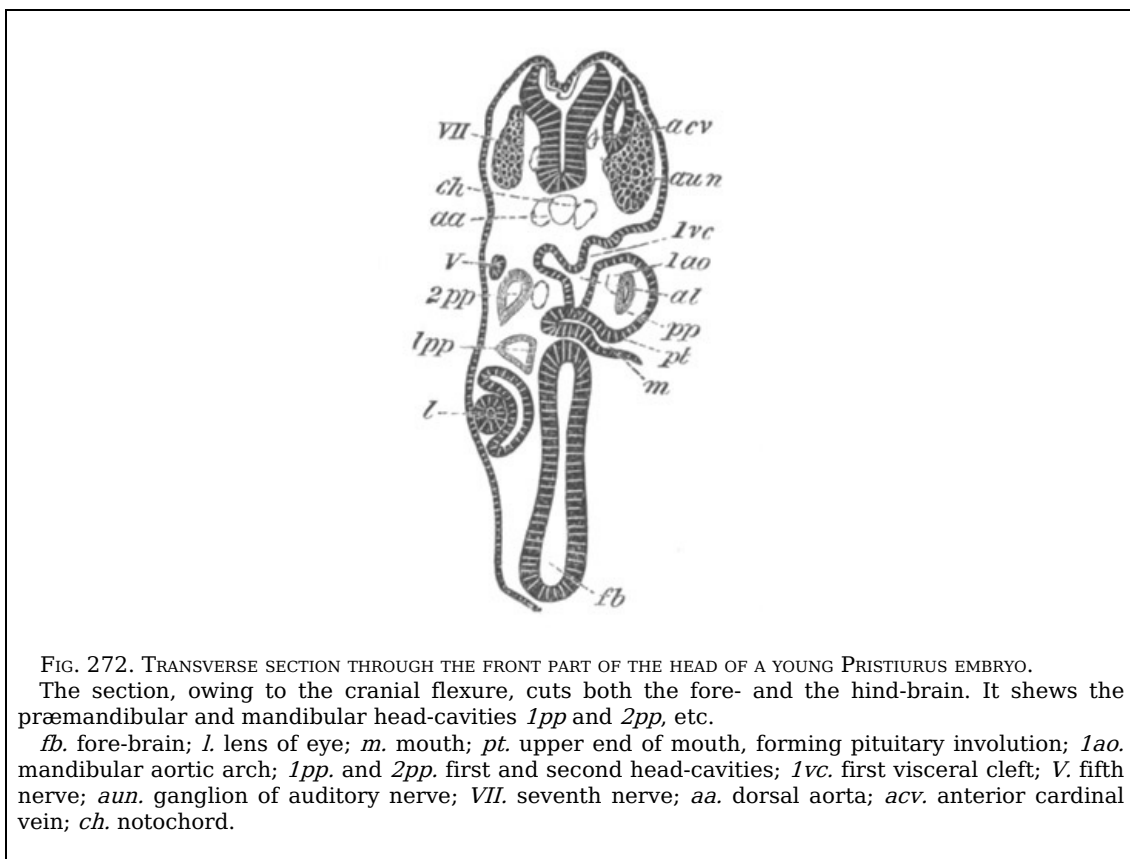 VII
acv
ch
aun
aa
1vc
V
1ao
2pp
al
pp
1pp
pt
m
l
fb
FIG. 272. TRANSVERSE SECTION THROUGH THE FRONT PART OF THE HEAD OF A YOUNG PRISTIURUS EMBRYO.
The section, owing to the cranial flexure, cuts both the fore- and the hind-brain. It shews the
præmandibular and mandibular head-cavities 1pp and 2pp, etc.
fb. fore-brain; l. lens of eye; m. mouth; pt. upper end of mouth, forming pituitary involution; 1ao.
mandibular aortic arch; 1pp. and 2pp. first and second head-cavities; 1vc. first visceral cleft; V. fifth
nerve; aun. ganglion of auditory nerve; VII. seventh nerve; aa. dorsal aorta; acv. anterior cardinal
vein; ch. notochord.